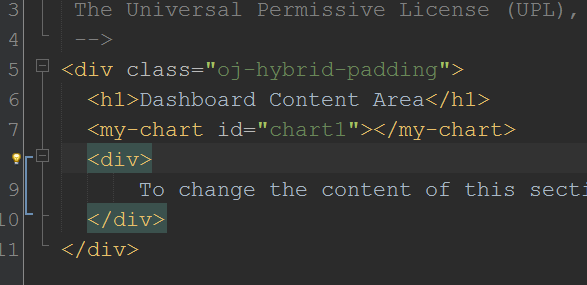 3 The Universal Permissive License (UPL),
4 -->
5 <div class="oj-hybrid-padding">
6 <h1>Dashboard Content Area</h1>
7 <my-chart id="chart1"></my-chart>
<div>
9 To change the content of this secti
10 </div>
11 </div>